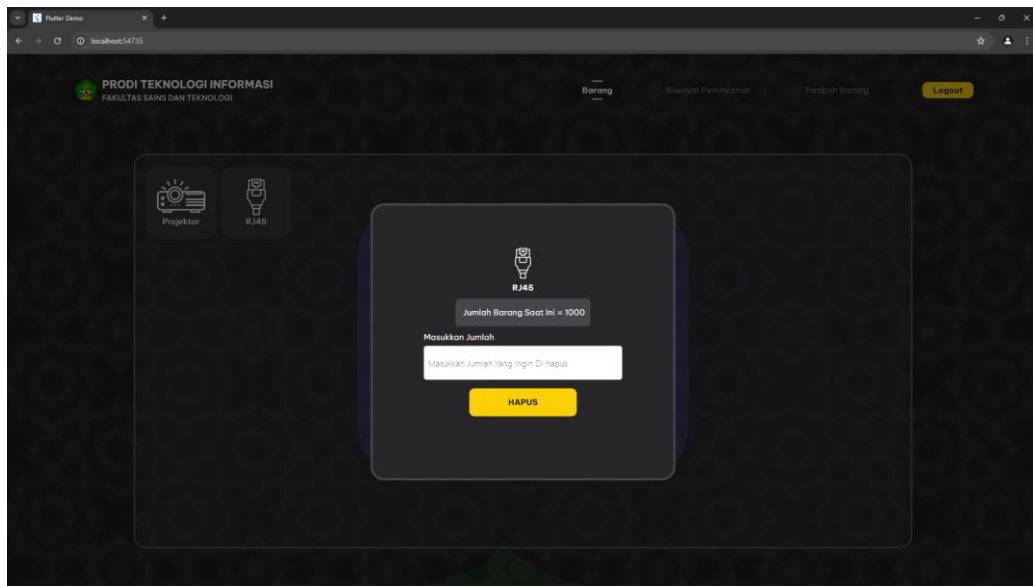 Flutter Demo
localhost:54735
PRODI TEKNOLOGI INFORMASI
FAKULTAS SAINS DAN TEKNOLOGI
Barang
Riwayat Peminjaman
Tambah Barang
Logout
Projektor
RJ45
RJ45
Jumlah Barang Saat Ini = 1000
Masukkan Jumlah
Masukkan Jumlah Yang Ingin Di hapus
HAPUS